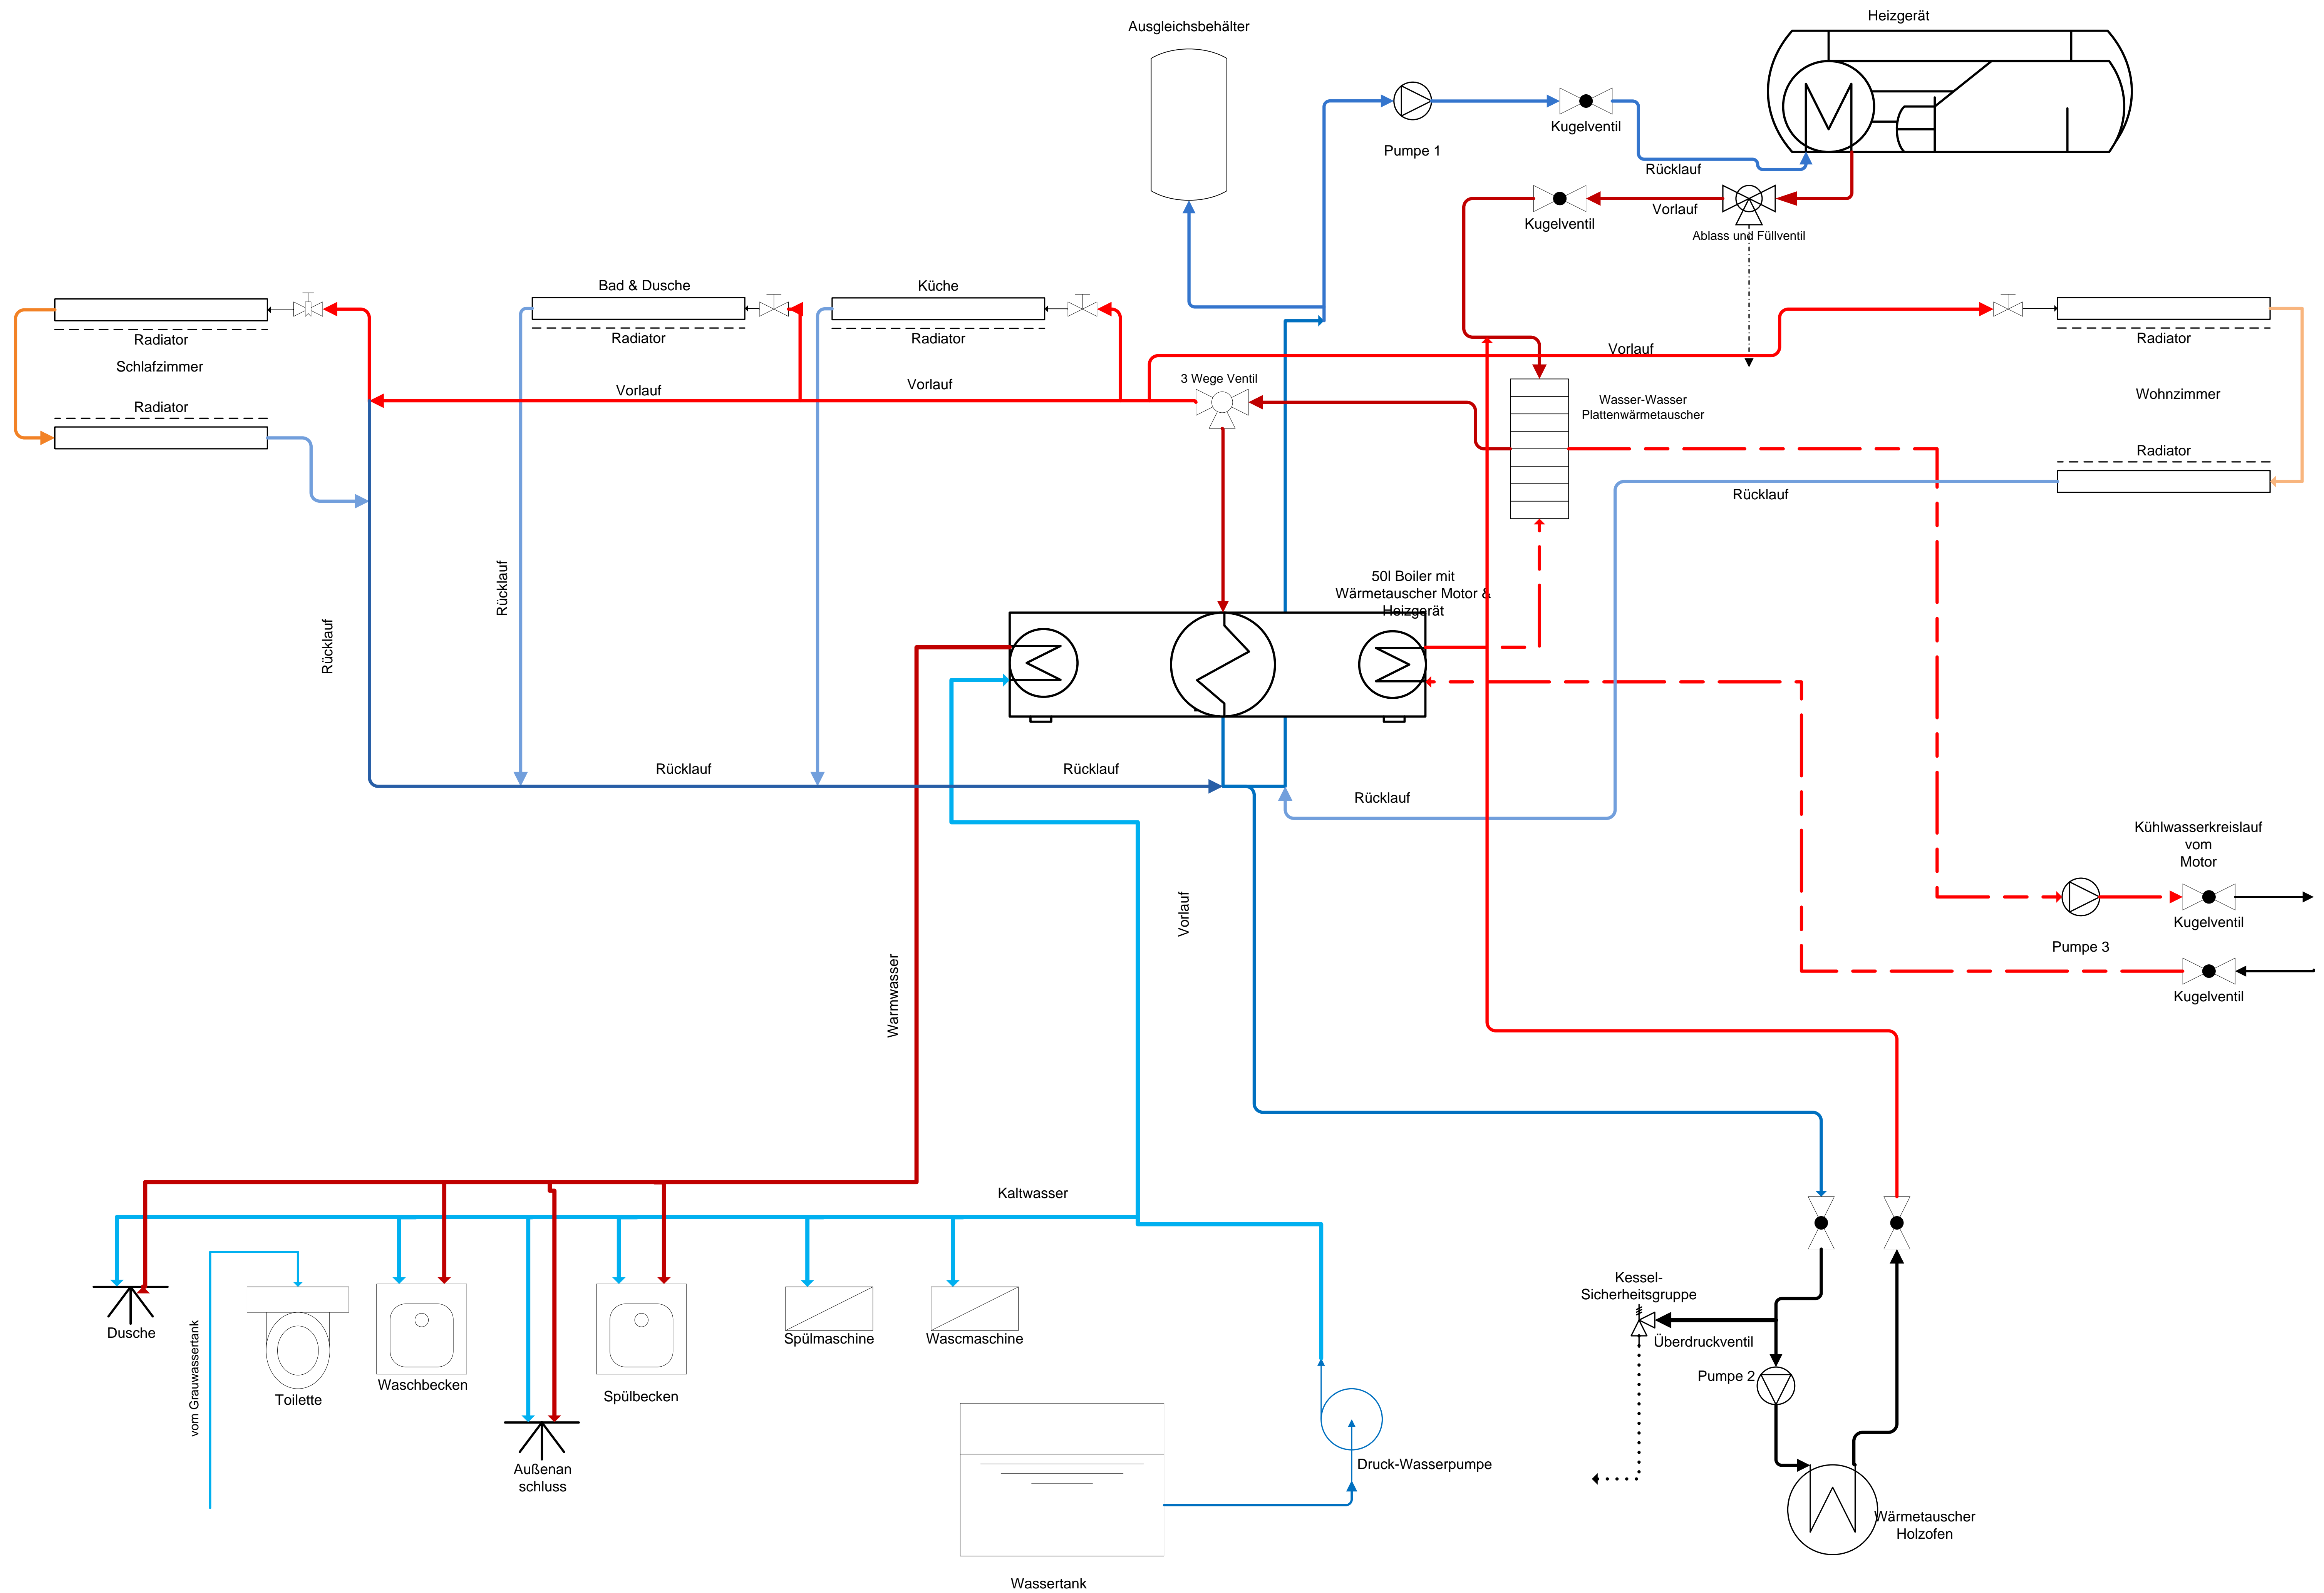 Heizgerät
Ausgleichsbehälter
Kugelventil
Pumpe 1
Rücklauf
Vorlauf
Kugelventil
Ablass und Füllventil
Bad & Dusche
Küche
Radiator
Radiator
Radiator
Radiator
Schlafzimmer
Vorlauf
3 Wege Ventil
Vorlauf
Vorlauf
Wasser-Wasser
Plattenwärmetauscher
Wohnzimmer
Radiator
Radiator
Rücklauf
50l Boiler mit
Wärmetauscher Motor &
Heizgerät
Rücklauf
Rücklauf
Rücklauf
Rücklauf
Rücklauf
Kühlwasserkreislauf
vom
Motor
Kugelventil
Pumpe 3
Kugelventil
Vorlauf
Warmwasser
Kaltwasser
Kessel-
Sicherheitsgruppe
Überdruckventil
Pumpe 2
Dusche
vom Grauwassertank
Toilette
Waschbecken
Spülbecken
Spülmaschine
Wascmaschine
Außenan
schluss
Druck-Wasserpumpe
Wärmetauscher
Holzofen
Wassertank